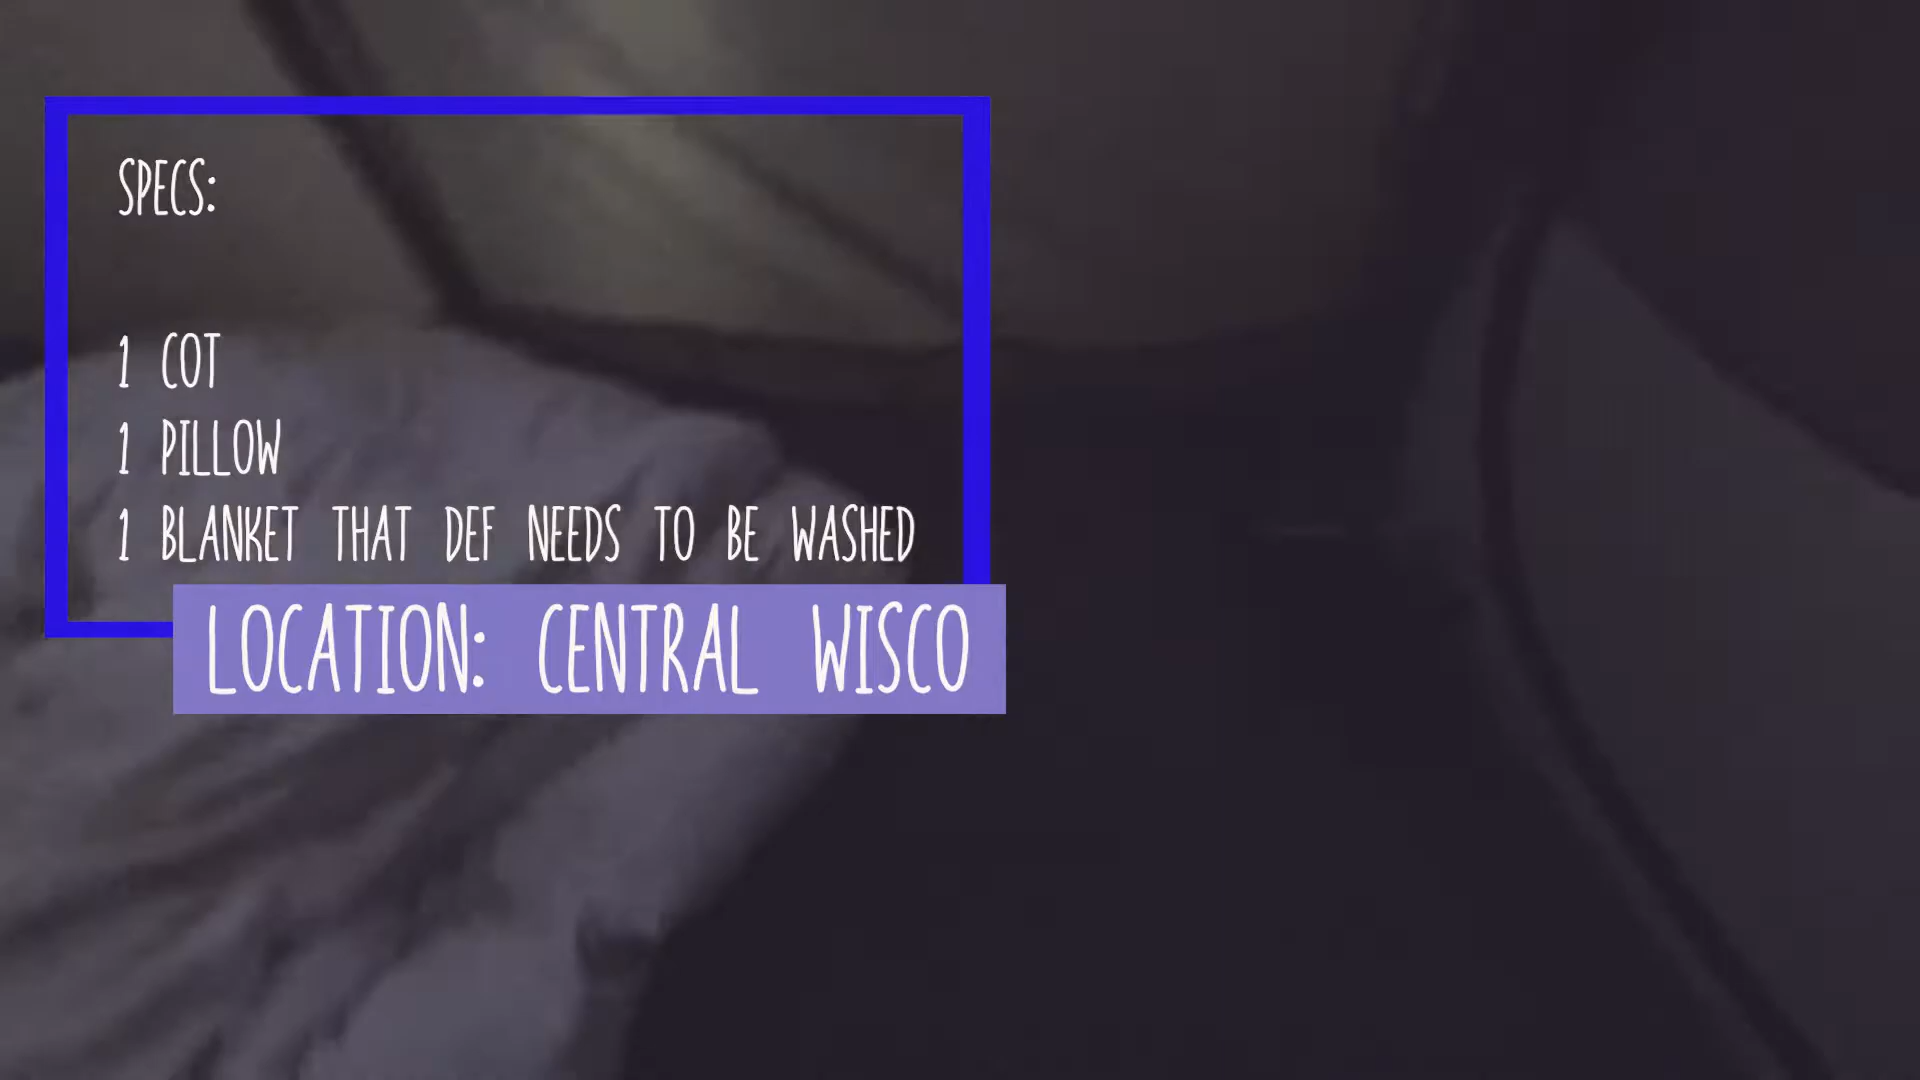 SPECS:
1 COT
1 PILLOW
1 BLANKET THAT DEF NEEDS TO BE WASHED
LOCATION: CENTRAL WISCO